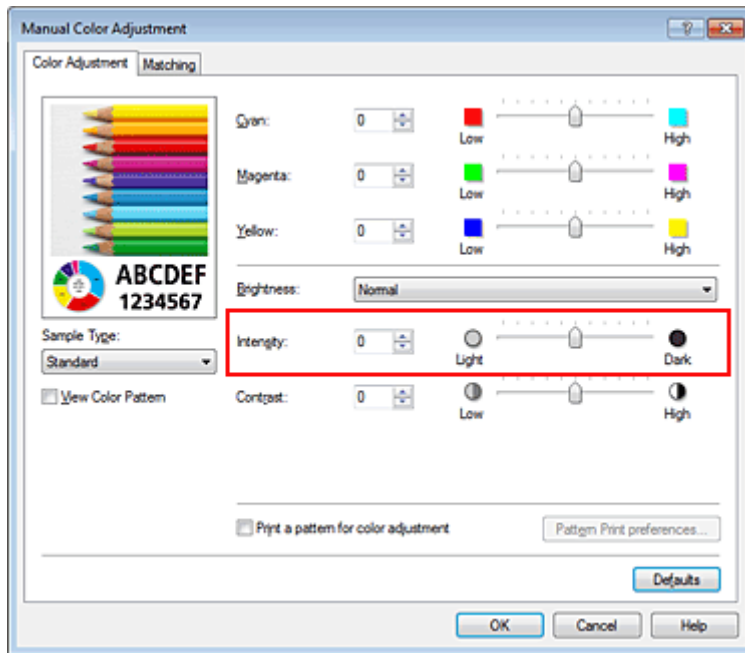 Manual Color Adjustment
Color Adjustment Matching
Cyan: 0 Low High
Magenta: 0 Low High
Yellow: 0 Low High
ABCDEF
1234567
Brightness: Normal
Sample Type:
Standard
Intensity: 0 Light Dark
View Color Pattern
Contrast: 0 Low High
Print a pattern for color adjustment Pattern Print preferences...
Defaults
OK Cancel Help